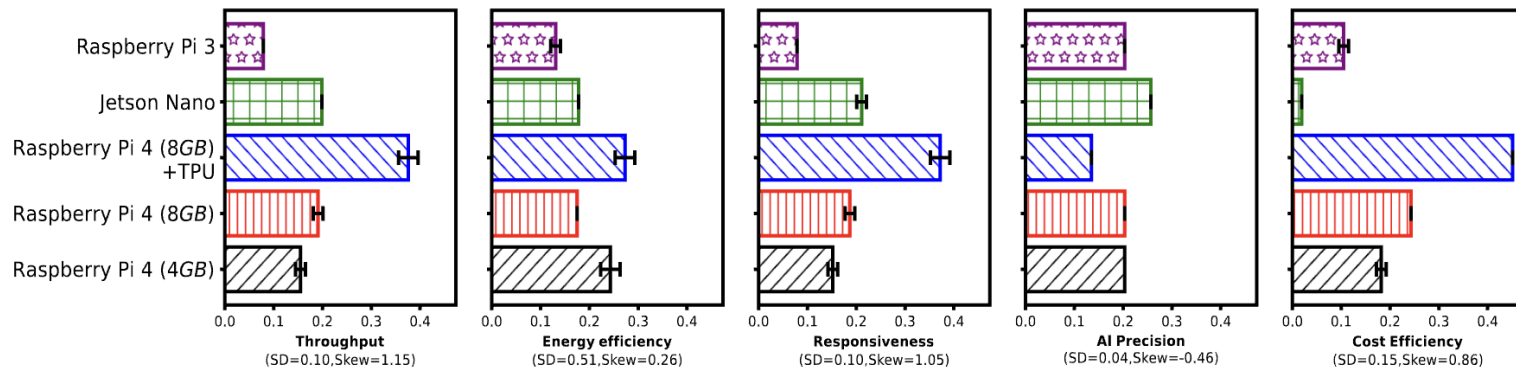 Raspberry Pi 3
Jetson Nano
Raspberry Pi 4 (8GB)
+TPU
Raspberry Pi 4 (8GB)
Raspberry Pi 4 (4GB)
0.0 0.1 0.2 0.3 0.4
Throughput
(SD=0.10,Skew=1.15)
0.0 0.1 0.2 0.3 0.4
Energy efficiency
(SD=0.51,Skew=0.26)
0.0 0.1 0.2 0.3 0.4
Responsiveness
(SD=0.10,Skew=1.05)
0.0 0.1 0.2 0.3 0.4
AI Precision
(SD=0.04,Skew=-0.46)
0.0 0.1 0.2 0.3 0.4
Cost Efficiency
(SD=0.15,Skew=0.86)